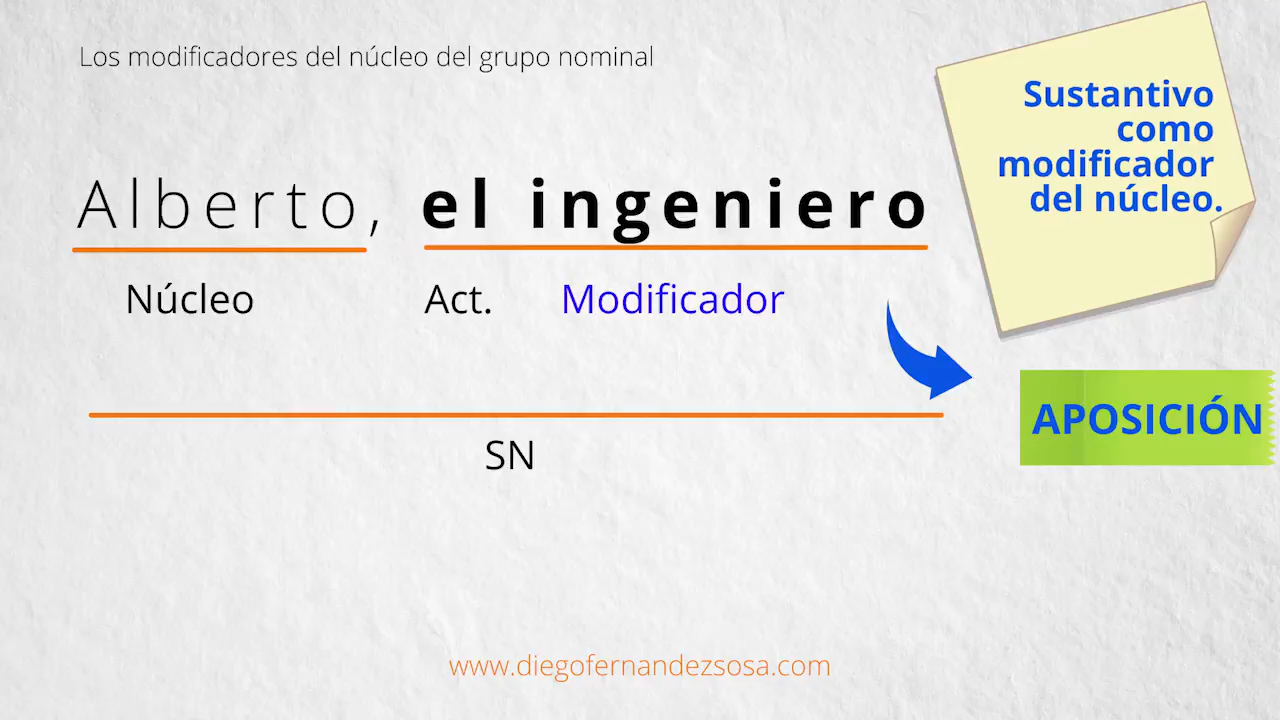 Los modificadores del núcleo del grupo nominal
Sustantivo
como
modificador
del núcleo.
Alberto, el ingeniero
Núcleo Act. Modificador
APOSICIÓN
SN
www.diegofernandezsosa.com